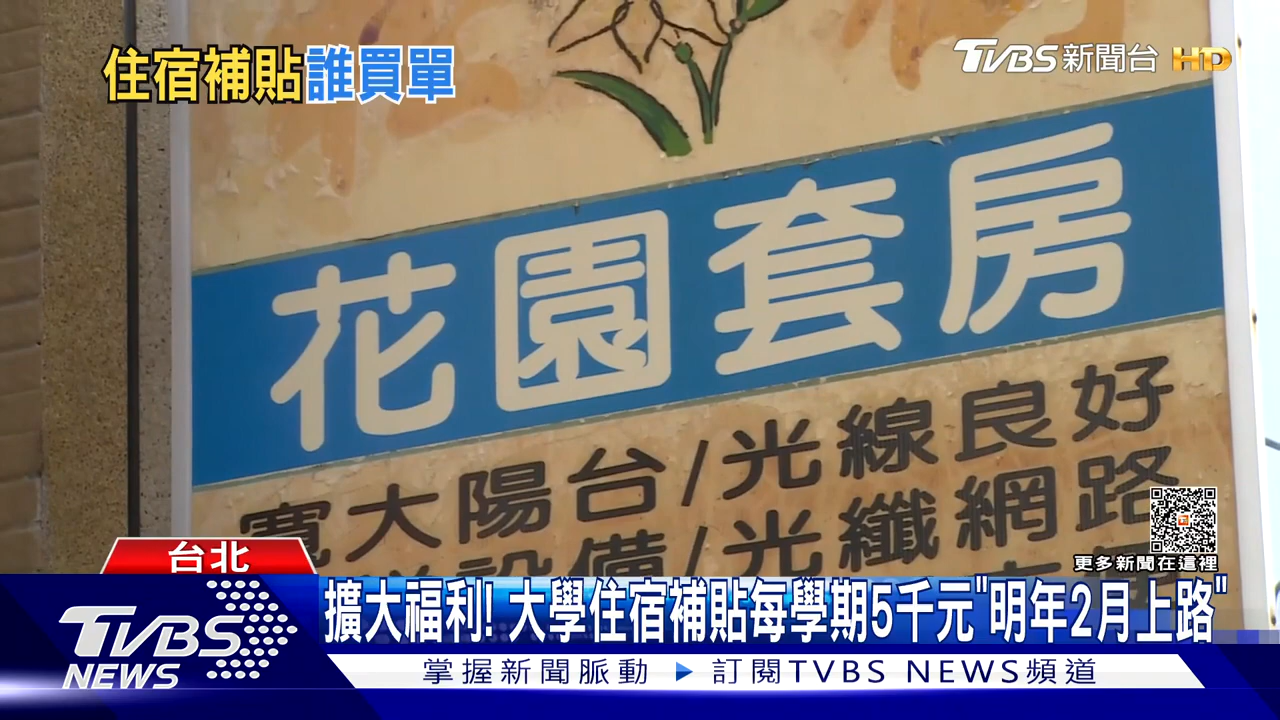 住宿補貼誰買單
TVBS新聞台 HD
花園套房
寬大陽台/光線良好
設備/光纖網路
更多新聞在這裡
台北
擴大福利! 大學住宿補貼每學期5千元"明年2月上路"
TVBS NEWS
掌握新聞脈動 訂閱TVBS NEWS頻道